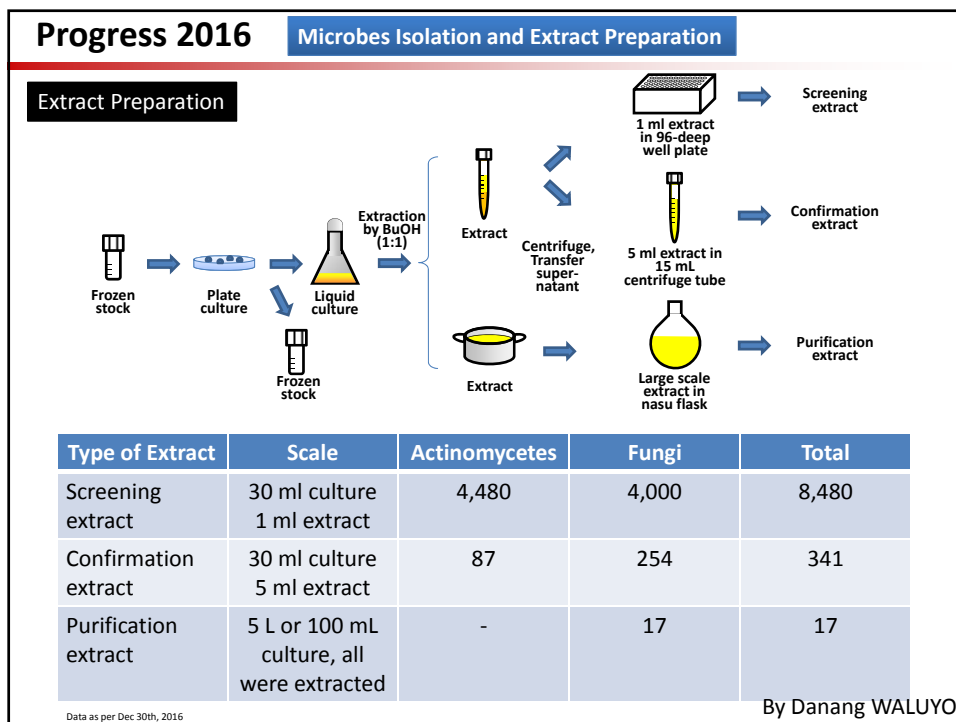 Progress 2016
Microbes Isolation and Extract Preparation
Extract Preparation
Frozen
stock
Plate
culture
Frozen
stock
Liquid
culture
Extraction
by BuOH
(1:1)
Extract
Centrifuge,
Transfer
super-
natant
Extract
1 ml extract
in 96-deep
well plate
Screening
extract
5 ml extract in
15 mL
centrifuge tube
Confirmation
extract
Large scale
extract in
nasu flask
Purification
extract
Type of Extract Scale Actinomycetes Fungi Total
Screening 30 ml culture 4,480 4,000 8,480
extract 1 ml extract
Confirmation 30 ml culture 87 254 341
extract 5 ml extract
Purification 5 L or 100 mL - 17 17
extract culture, all
were extracted
Data as per Dec 30th, 2016
By Danang WALUYO